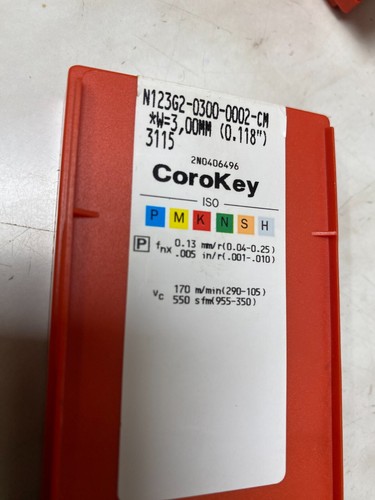 N123G2-0300-0002-CM
*W=3,00MM (0.118")
3115
2N0406496
CoroKey
ISO
P M K N S H
P fnx 0.13 mm/r(0.04-0.25)
.005 in/r(.001-.010)
vc 170 m/min(290-105)
550 sfm(955-350)